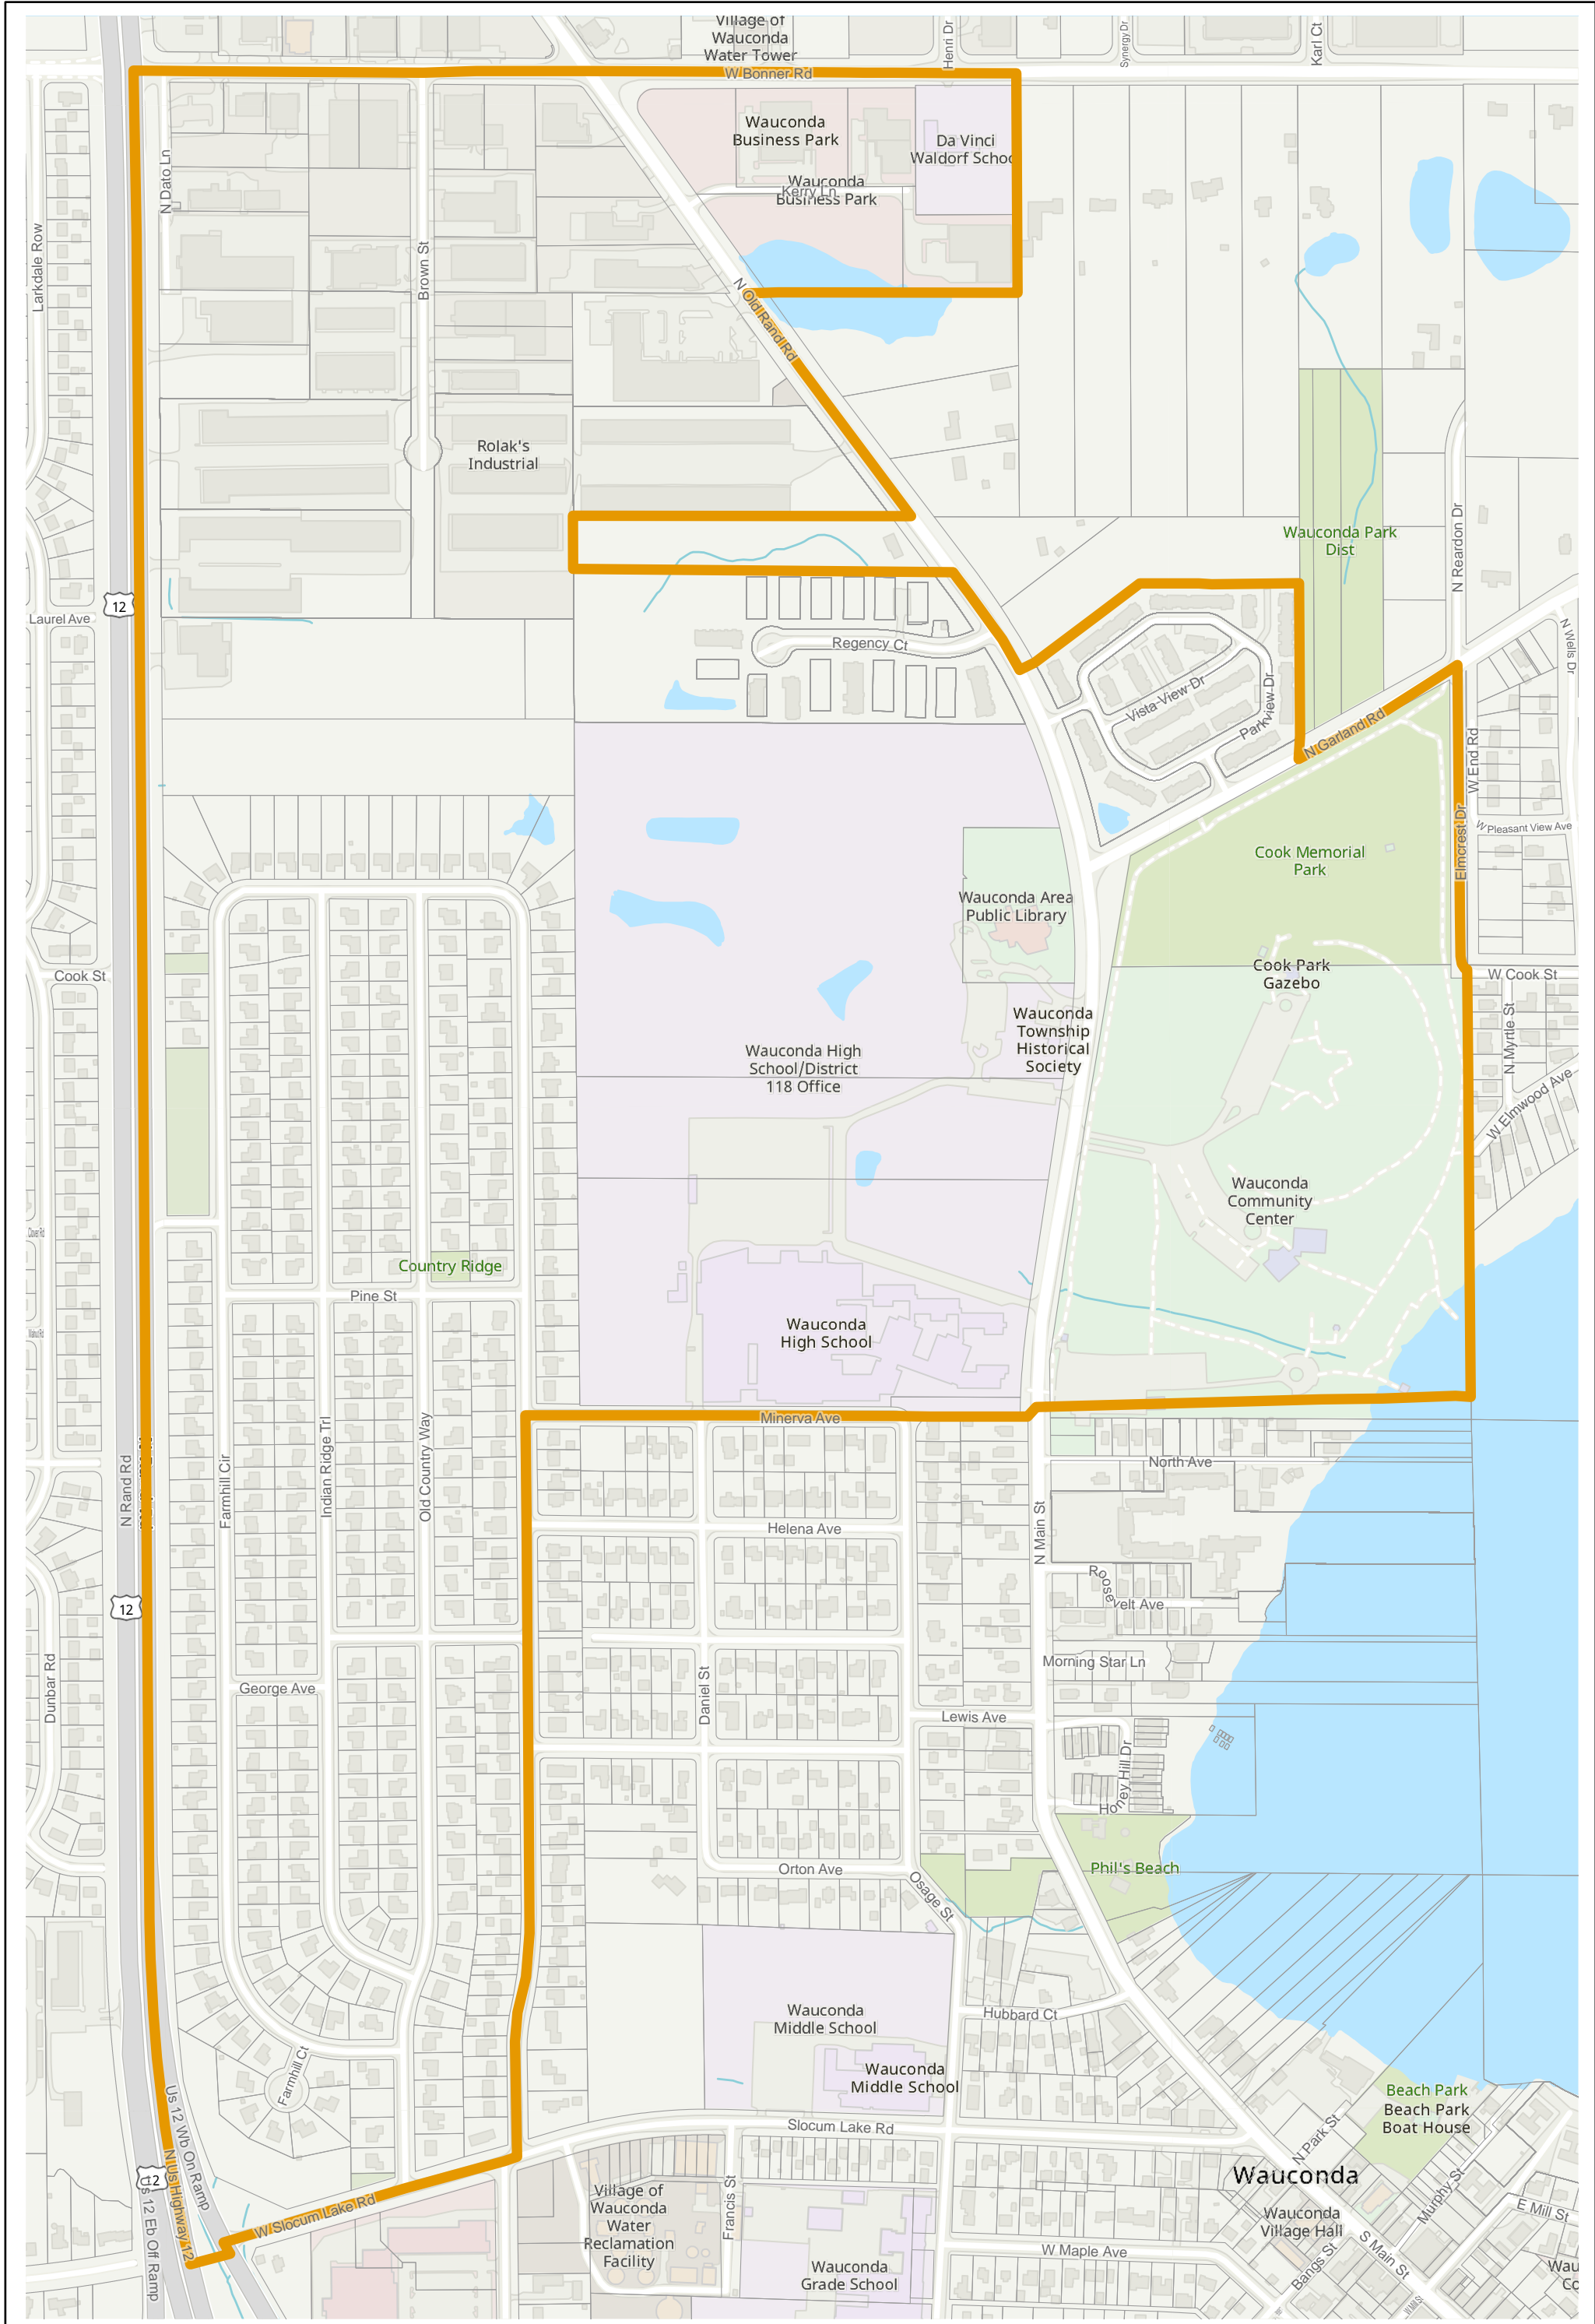 Village of
Wauconda
Water Tower
Henri Dr
Synergy Dr
Karl Ct
W Bonner Rd
Wauconda
Business Park
Da Vinci
Waldorf Schoo
N Dato Ln
Wauconda
Business Park
Kerry Ln
Larkdale Row
Brown St
N Old Rand Rd
Rolak's
Industrial
Wauconda Park
Dist
N Reardon Dr
12
Laurel Ave
Regency Ct
N Wells Dr
Vista-View Dr
Parkview Dr
N Garland Rd
W End Rd
W Pleasant View Ave
Elmcrest Dr
Cook Memorial
Park
Wauconda Area
Public Library
Cook St
Cook Park
Gazebo
W Cook St
Wauconda
Township
Historical
Society
N Myrtle St
Wauconda High
School/District
118 Office
W Elmwood Ave
Wauconda
Community
Center
Country Ridge
Pine St
Wauconda
High School
Minerva Ave
N Rand Rd
Farmhill Cir
Indian Ridge Trl
Old Country Way
North Ave
Helena Ave
N Main St
Roosevelt Ave
12
Dunbar Rd
George Ave
Daniel St
Morning Star Ln
Lewis Ave
Honey Hill Dr
Orton Ave
Osage St
Phil's Beach
Wauconda
Middle School
Hubbard Ct
Farmhill Ct
Wauconda
Middle School
Us 12 Wb On Ramp
Beach Park
Beach Park
Boat House
Slocum Lake Rd
N Park St
12
N Us Highway 12
Us 12 Eb Off Ramp
W Slocum Lake Rd
Wauconda
Murphy St
Village of
Wauconda
Water
Reclamation
Facility
Francis St
Wauconda
Village Hall
E Mill St
S Main St
W Maple Ave
Bangs St
Wauconda
Grade School
Wau
Co